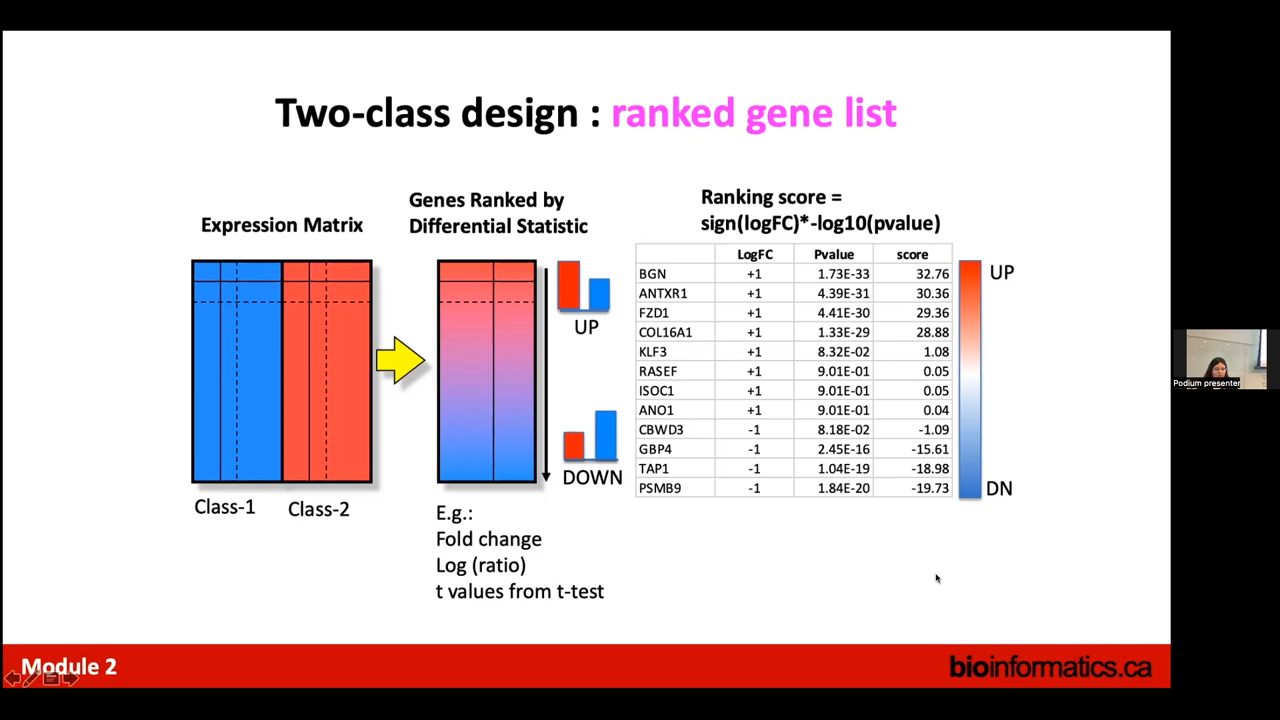 Two-class design : ranked gene list
Expression Matrix
Class-1
Class-2
Genes Ranked by
Differential Statistic
UP
DOWN
E.g.:
Fold change
Log (ratio)
t values from t-test
Ranking score =
sign(logFC)*-log10(pvalue)
LogFC Pvalue score
BGN +1 1.73E-33 32.76
ANTXR1 +1 4.39E-31 30.36
FZD1 +1 4.41E-30 29.36
COL16A1 +1 1.33E-29 28.88
KLF3 +1 8.32E-02 1.08
RASEF +1 9.01E-01 0.05
ISOC1 +1 9.01E-01 0.05
ANO1 +1 9.01E-01 0.04
CBWD3 -1 8.18E-02 -1.09
GBP4 -1 2.45E-16 -15.61
TAP1 -1 1.04E-19 -18.98
PSMB9 -1 1.84E-20 -19.73
UP
DN
Podium presenter
Module 2
bioinformatics.ca